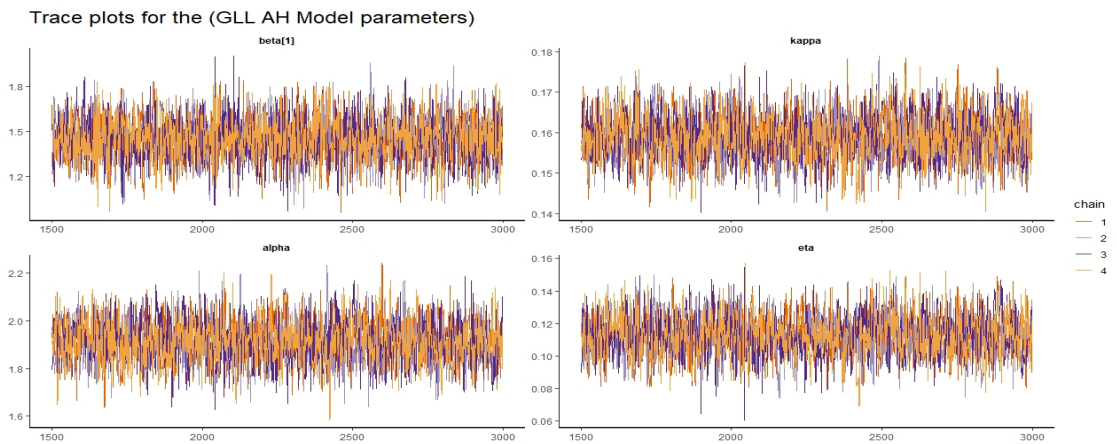 Trace plots for the (GLL AH Model parameters)
beta[1]
1.8
1.5
1.2
1500 2000 2500 3000
kappa
0.18
0.17
0.16
0.15
0.14
1500 2000 2500 3000
alpha
2.2
2.0
1.8
1.6
1500 2000 2500 3000
eta
0.16
0.14
0.12
0.10
0.08
0.06
1500 2000 2500 3000
chain
1
2
3
4